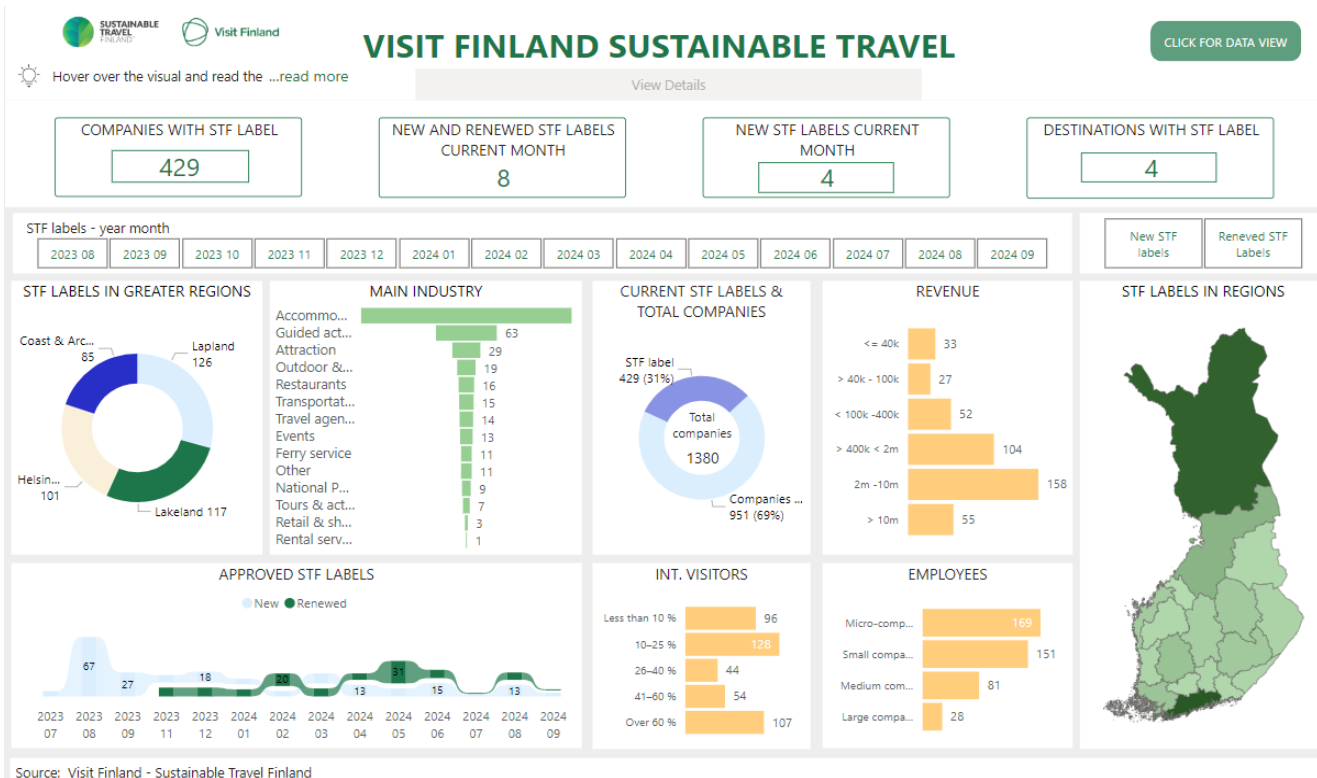 SUSTAINABLE
TRAVEL
FINLAND
Visit Finland
VISIT FINLAND SUSTAINABLE TRAVEL
CLICK FOR DATA VIEW
Hover over the visual and read the ...read more
View Details
COMPANIES WITH STF LABEL
429
NEW AND RENEWED STF LABELS
CURRENT MONTH
8
NEW STF LABELS CURRENT
MONTH
4
DESTINATIONS WITH STF LABEL
4
STF labels - year month
2023 08 2023 09 2023 10 2023 11 2023 12 2024 01 2024 02 2024 03 2024 04 2024 05 2024 06 2024 07 2024 08 2024 09
New STF
labels
Reneved STF
Labels
STF LABELS IN GREATER REGIONS
Coast & Arc...
85
Lapland
126
Helsin...
101
Lakeland 117
MAIN INDUSTRY
Accommo...
Guided act... 63
Attraction 29
Outdoor &... 19
Restaurants 16
Transportat... 15
Travel agen... 14
Events 13
Ferry service 11
Other 11
National P... 9
Tours & act... 7
Retail & sh... 3
Rental serv... 1
CURRENT STF LABELS &
TOTAL COMPANIES
STF label
429 (31%)
Total
companies
1380
Companies ...
951 (69%)
REVENUE
<= 40k 33
> 40k - 100k 27
< 100k -400k 52
> 400k < 2m 104
2m -10m 158
> 10m 55
STF LABELS IN REGIONS
APPROVED STF LABELS
New Renewed
67 27 18 20 13 31 15 13
2023 2023 2023 2023 2023 2024 2024 2024 2024 2024 2024 2024 2024 2024
07 08 09 11 12 01 02 03 04 05 06 07 08 09
INT. VISITORS
Less than 10 % 96
10–25 % 128
26–40 % 44
41–60 % 54
Over 60 % 107
EMPLOYEES
Micro-comp... 169
Small compa... 151
Medium com... 81
Large compa... 28
Source: Visit Finland - Sustainable Travel Finland